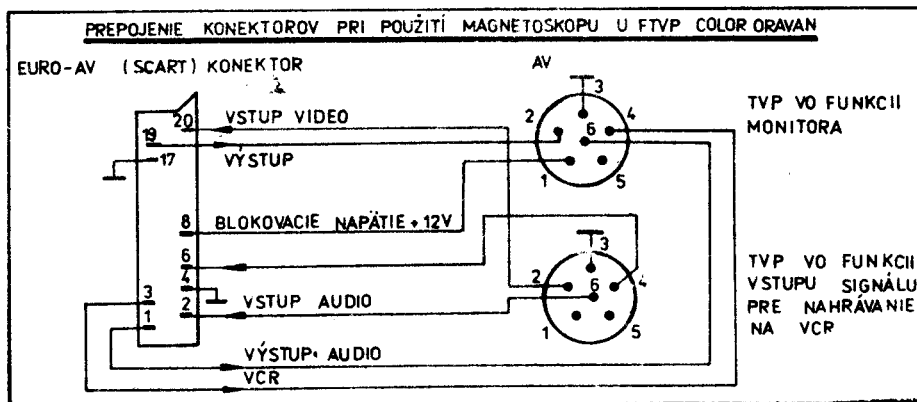 PREPOJENIE KONEKTOROV PRI POUŽITÍ MAGNETOSKOPU U FTVP COLOR ORAVAN
EURO-AV (SCART) KONEKTOR
AV
20
19
17
8
6
4
3
2
1
VSTUP VIDEO
VÝSTUP
BLOKOVACIE NAPÄTIE + 12V
VSTUP AUDIO
VÝSTUP AUDIO
VCR
3
2
4
6
1
5
TVP VO FUNKCII
MONITORA
3
2
6
4
1
5
TVP VO FUNKCII
VSTUPU SIGNÁLU
PRE NAHRÁVANIE
NA VCR